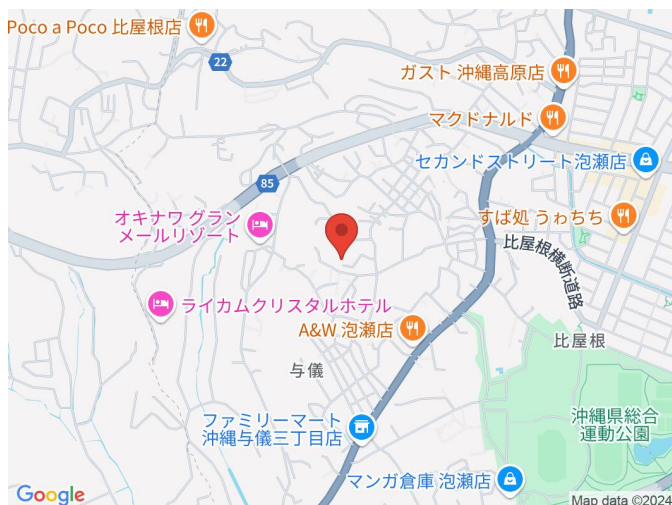 Poco a Poco 比屋根店
22
ガスト 沖縄高原店
マクドナルド
セカンドストリート泡瀬店
85
オキナワ グラン
メールリゾート
すば処 うゎちち
比屋根横断道路
ライカムクリスタルホテル
A&W 泡瀬店
比屋根
与儀
ファミリーマート
沖縄与儀三丁目店
沖縄県総合
運動公園
マンガ倉庫 泡瀬店
Google
Map data ©2024